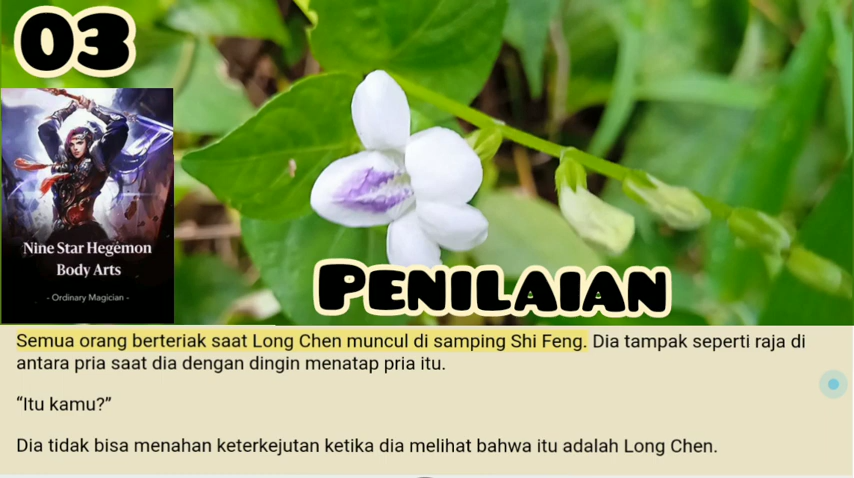 03
Nine Star Hegemon
Body Arts
- Ordinary Magician -
PENILAIAN
Semua orang berteriak saat Long Chen muncul di samping Shi Feng. Dia tampak seperti raja di
antara pria saat dia dengan dingin menatap pria itu.
“Itu kamu?”
Dia tidak bisa menahan keterkejutan ketika dia melihat bahwa itu adalah Long Chen.